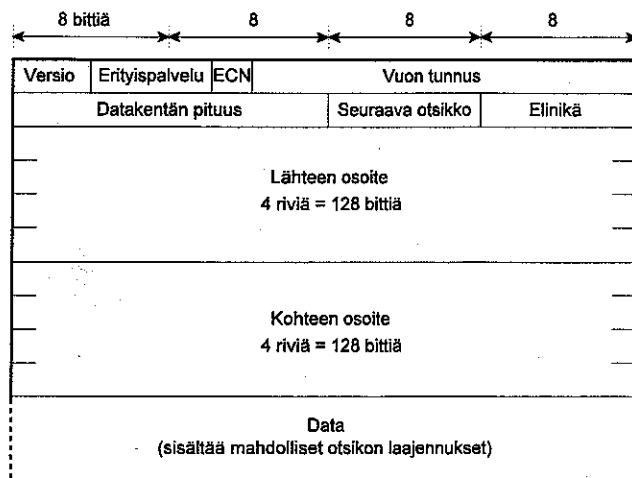 8 bittiä 8 8 8
Versio Erityispalvelu ECN Vuon tunnus
Datakentän pituus Seuraava otsikko Elinikä
Lähteen osoite
4 riviä = 128 bittiä
Kohteen osoite
4 riviä = 128 bittiä
Data
(sisältää mahdolliset otsikon laajennukset)